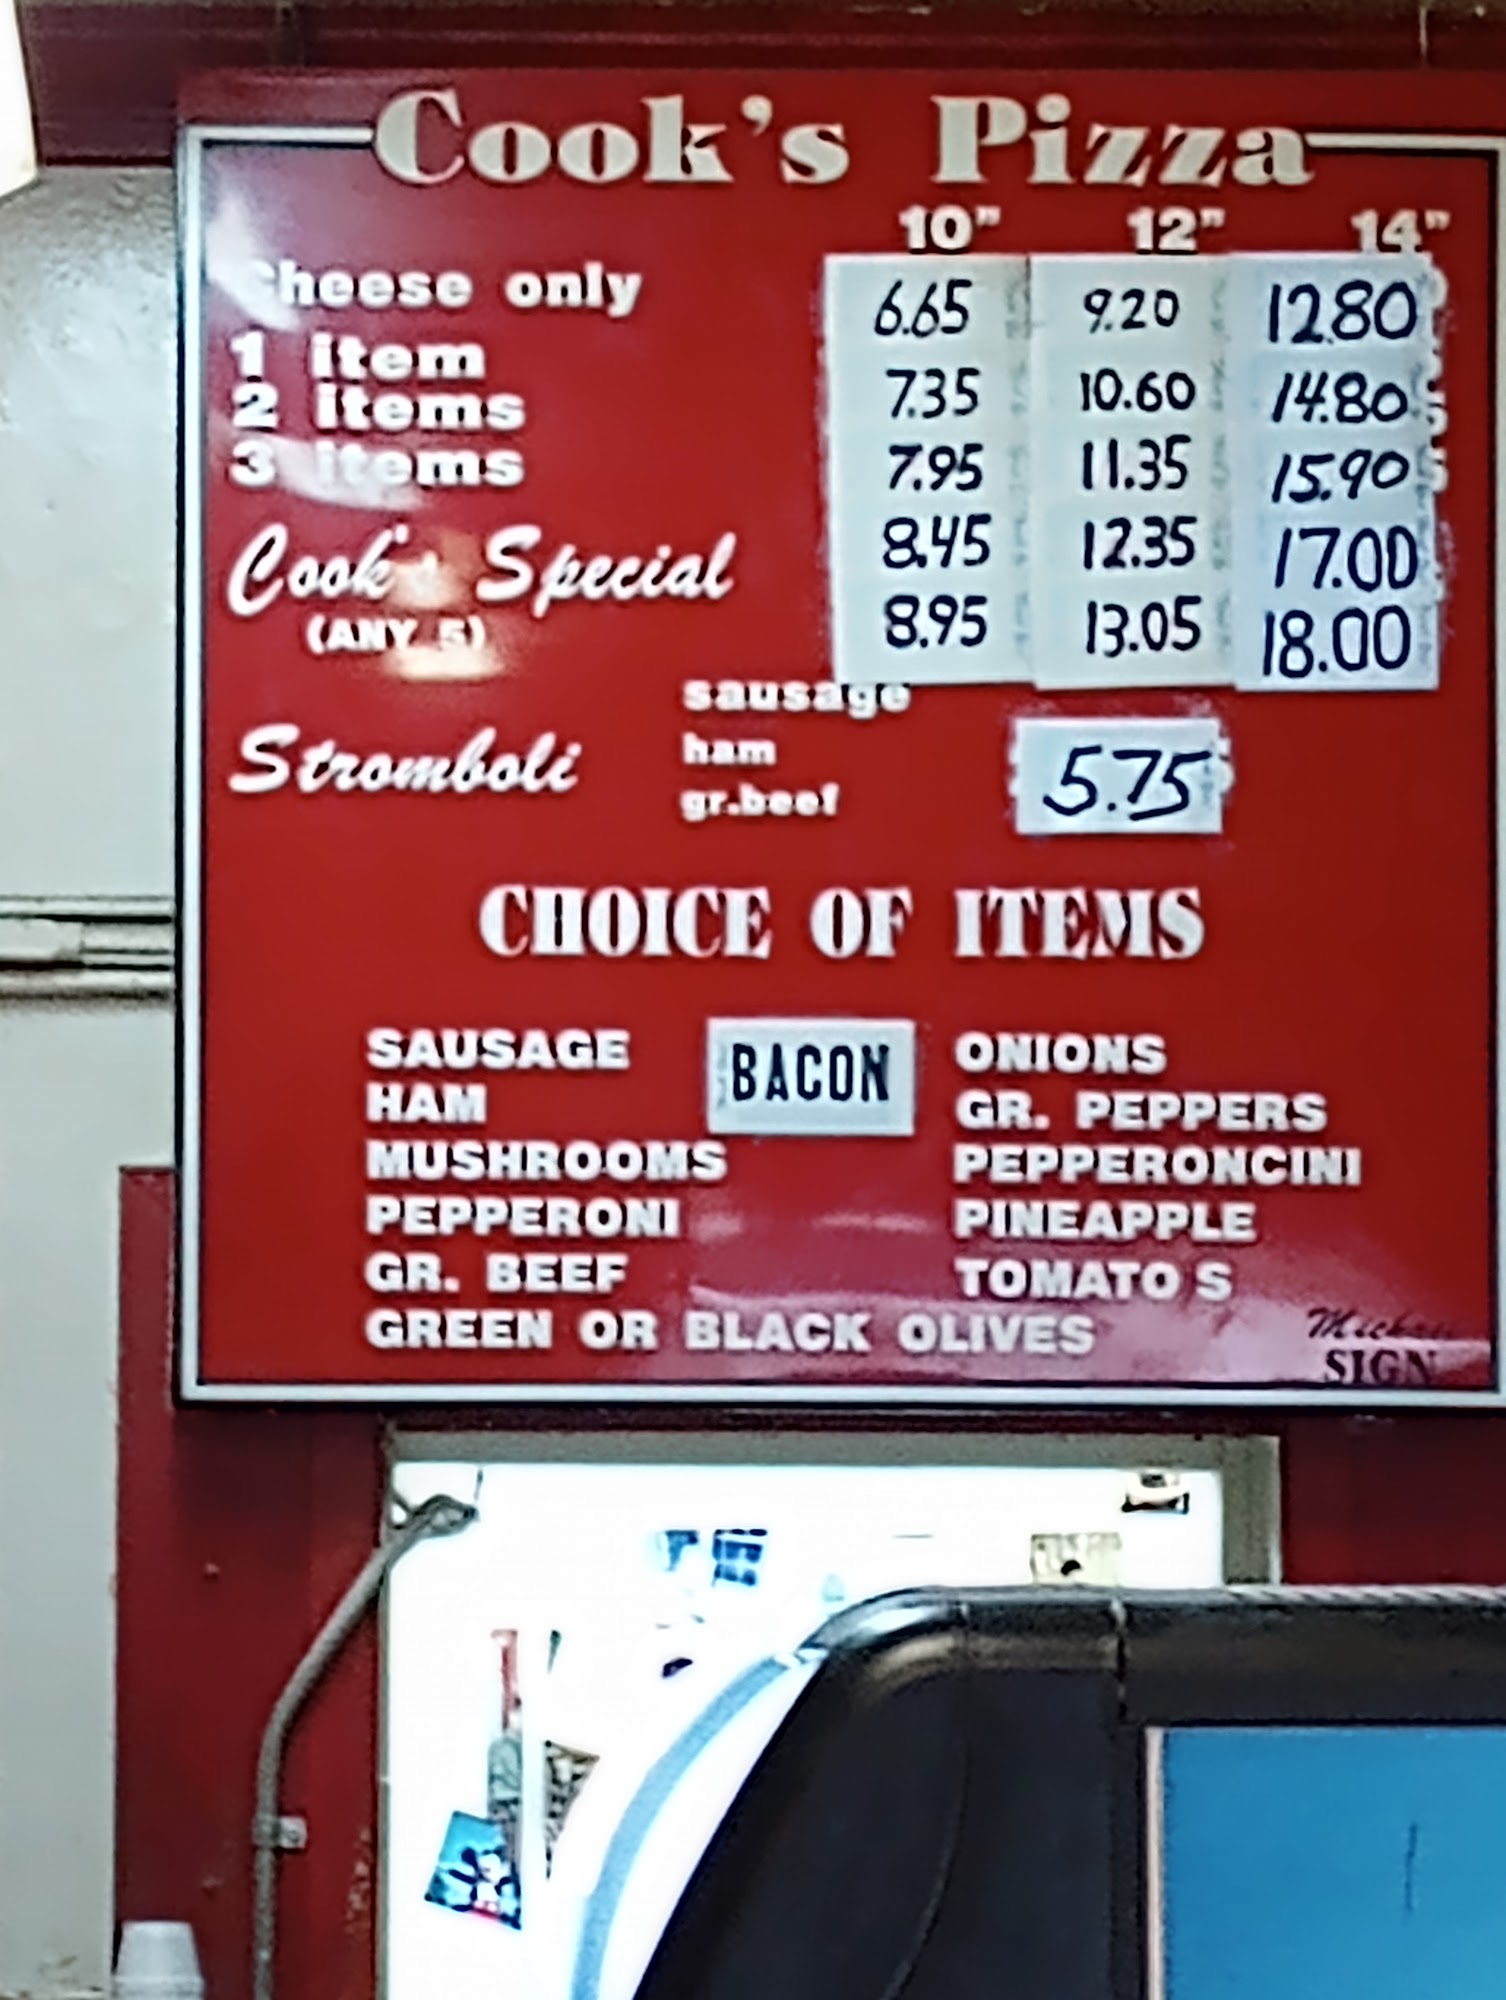 Cook's Pizza
10" 12" 14"
Cheese only 6.65 9.20 12.80
1 item 7.35 10.60 14.80
2 items 7.95 11.35 15.90
3 items 8.45 12.35 17.00
Cook's Special 8.95 13.05 18.00
(ANY 5)
sausage
Stromboli ham 5.75
gr.beef
CHOICE OF ITEMS
SAUSAGE BACON ONIONS
HAM GR. PEPPERS
MUSHROOMS PEPPERONCINI
PEPPERONI PINEAPPLE
GR. BEEF TOMATO S
GREEN OR BLACK OLIVES
SIGN